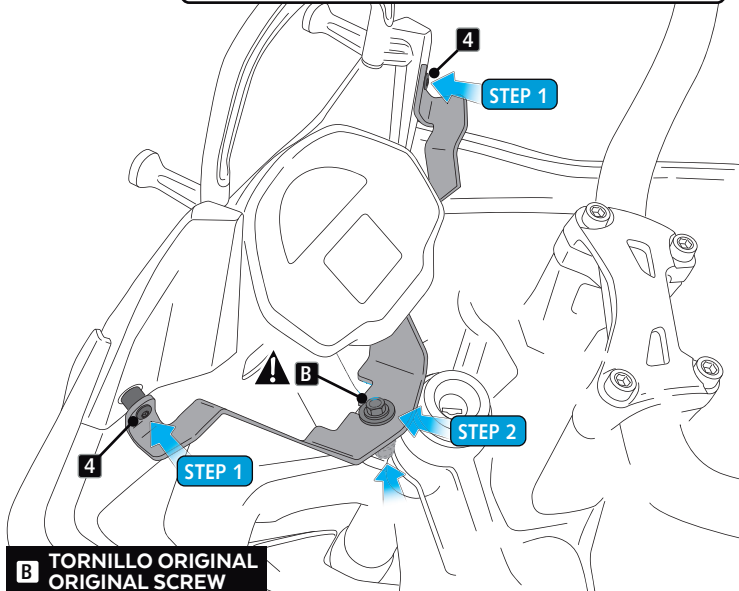 4
STEP 1
B
STEP 2
4
STEP 1
B TORNILLO ORIGINAL
ORIGINAL SCREW